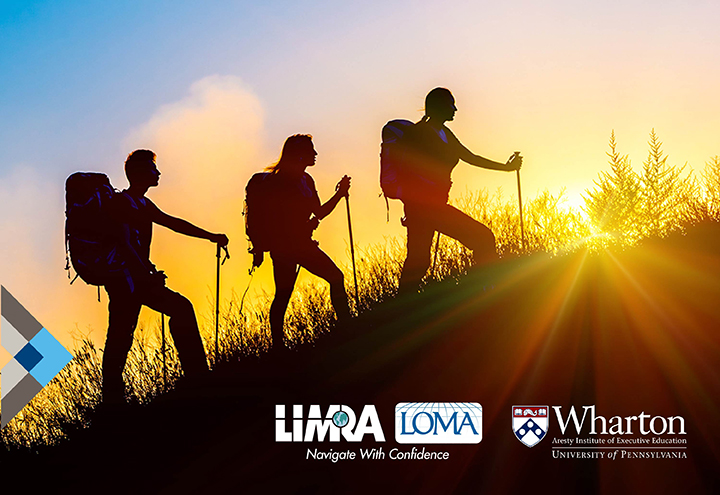 LIMRA LOMA
Navigate With Confidence
Wharton
Aresty Institute of Executive Education
UNIVERSITY of PENNSYLVANIA